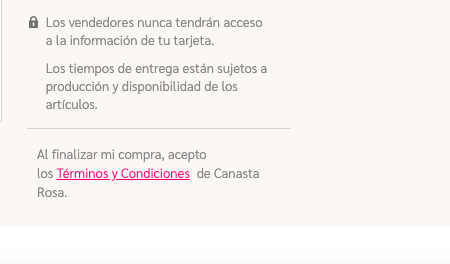 Los vendedores nunca tendrán acceso
a la información de tu tarjeta.
Los tiempos de entrega están sujetos a
producción y disponibilidad de los
artículos.
Al finalizar mi compra, acepto
los Términos y Condiciones de Canasta
Rosa.